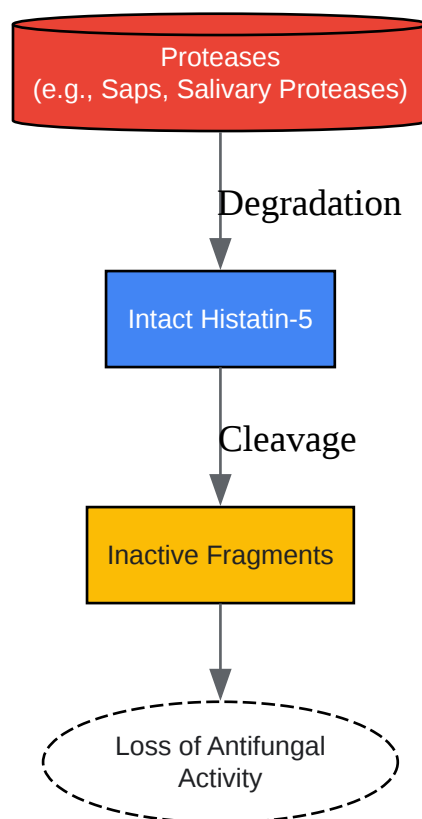 Proteases
(e.g., Saps, Salivary Proteases)
Degradation
Intact Histatin-5
Cleavage
Inactive Fragments
Loss of Antifungal
Activity